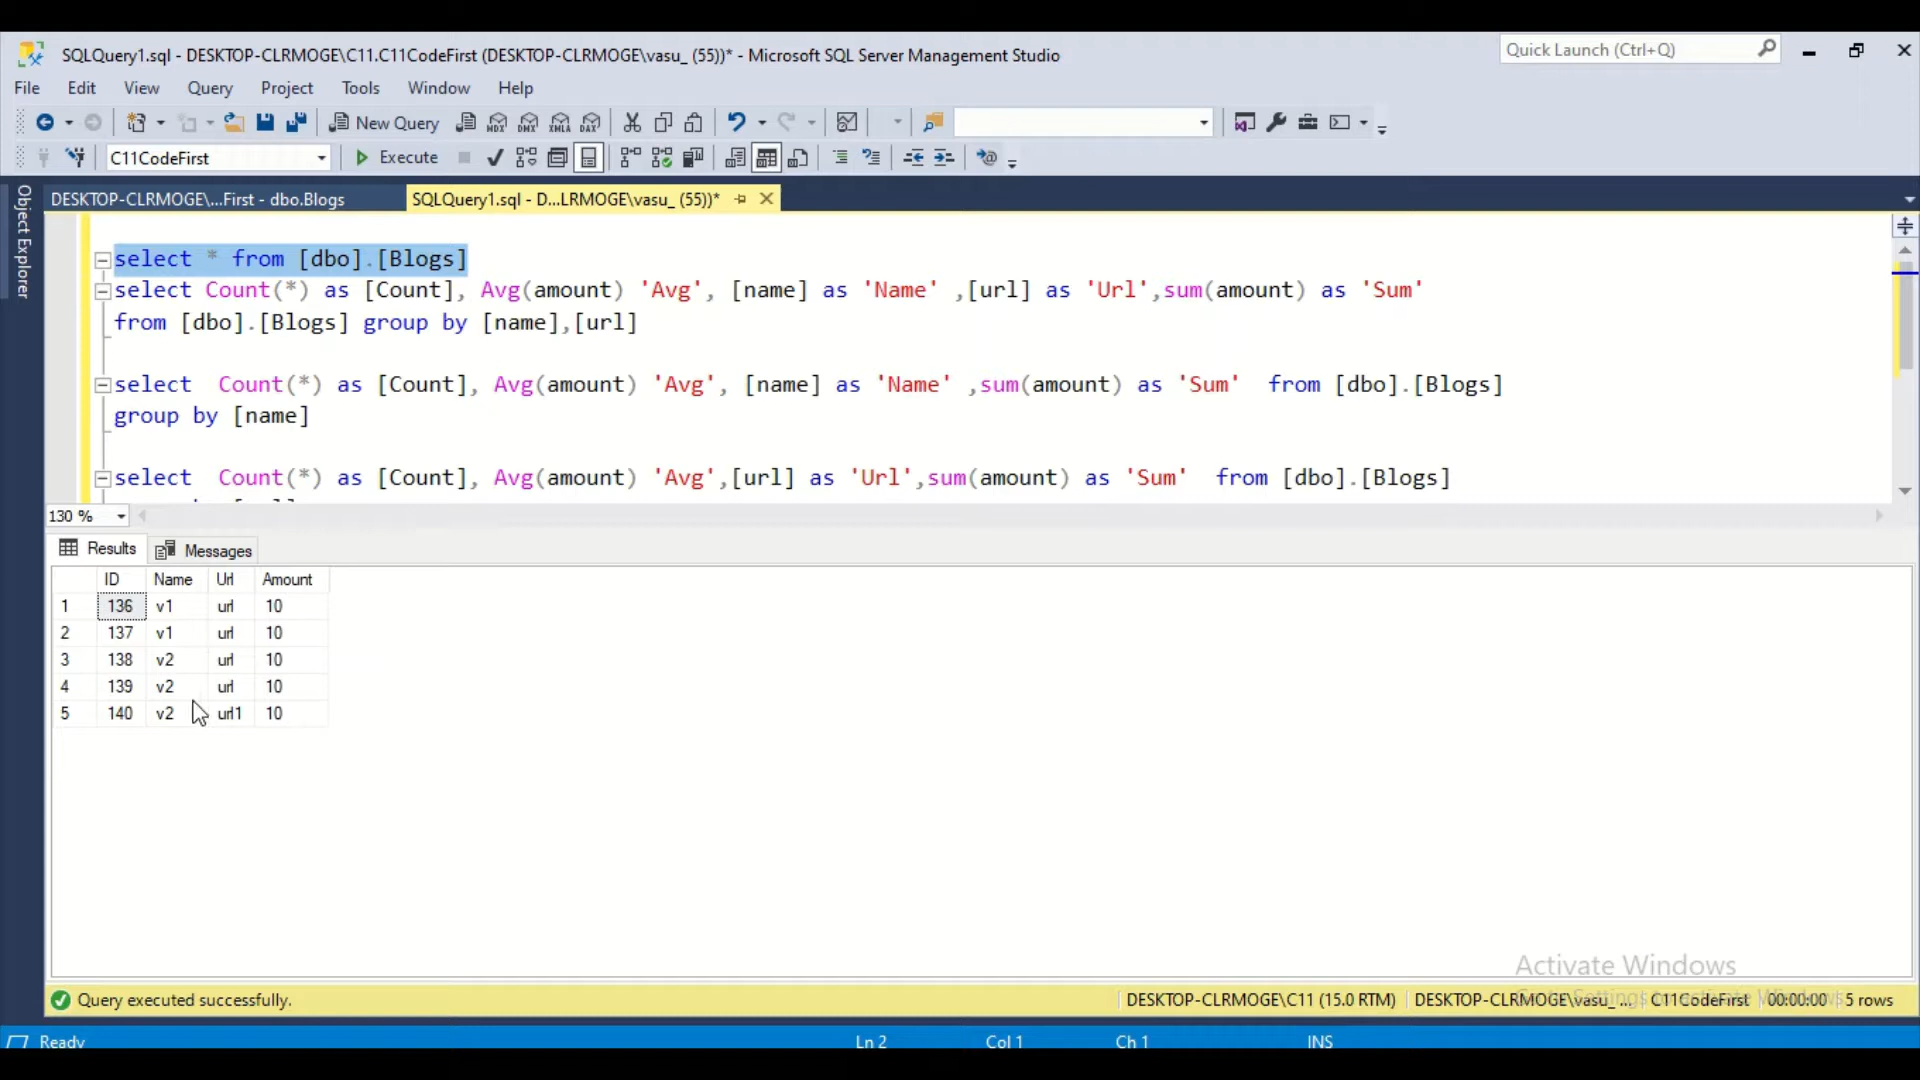 SQLQuery1.sql - DESKTOP-CLRMOGE\C11.C11CodeFirst (DESKTOP-CLRMOGE\vasu_ (55))* - Microsoft SQL Server Management Studio
Quick Launch (Ctrl+Q)
File Edit View Query Project Tools Window Help
New Query MDX DMX XMLA DAX
C11CodeFirst Execute
Object Explorer
DESKTOP-CLRMOGE\...First - dbo.Blogs SQLQuery1.sql - D...LRMOGE\vasu_ (55))*
select * from [dbo].[Blogs]
select Count(*) as [Count], Avg(amount) 'Avg', [name] as 'Name' ,[url] as 'Url',sum(amount) as 'Sum'
from [dbo].[Blogs] group by [name],[url]
select Count(*) as [Count], Avg(amount) 'Avg', [name] as 'Name' ,sum(amount) as 'Sum' from [dbo].[Blogs]
group by [name]
select Count(*) as [Count], Avg(amount) 'Avg',[url] as 'Url',sum(amount) as 'Sum' from [dbo].[Blogs]
130 %
Results Messages
ID Name Url Amount
1 136 v1 url 10
2 137 v1 url 10
3 138 v2 url 10
4 139 v2 url 10
5 140 v2 url1 10
Activate Windows
Query executed successfully. DESKTOP-CLRMOGE\C11 (15.0 RTM) DESKTOP-CLRMOGE\vasu_ ... C11CodeFirst 00:00:00 5 rows
Ready Ln 2 Col 1 Ch 1 INS